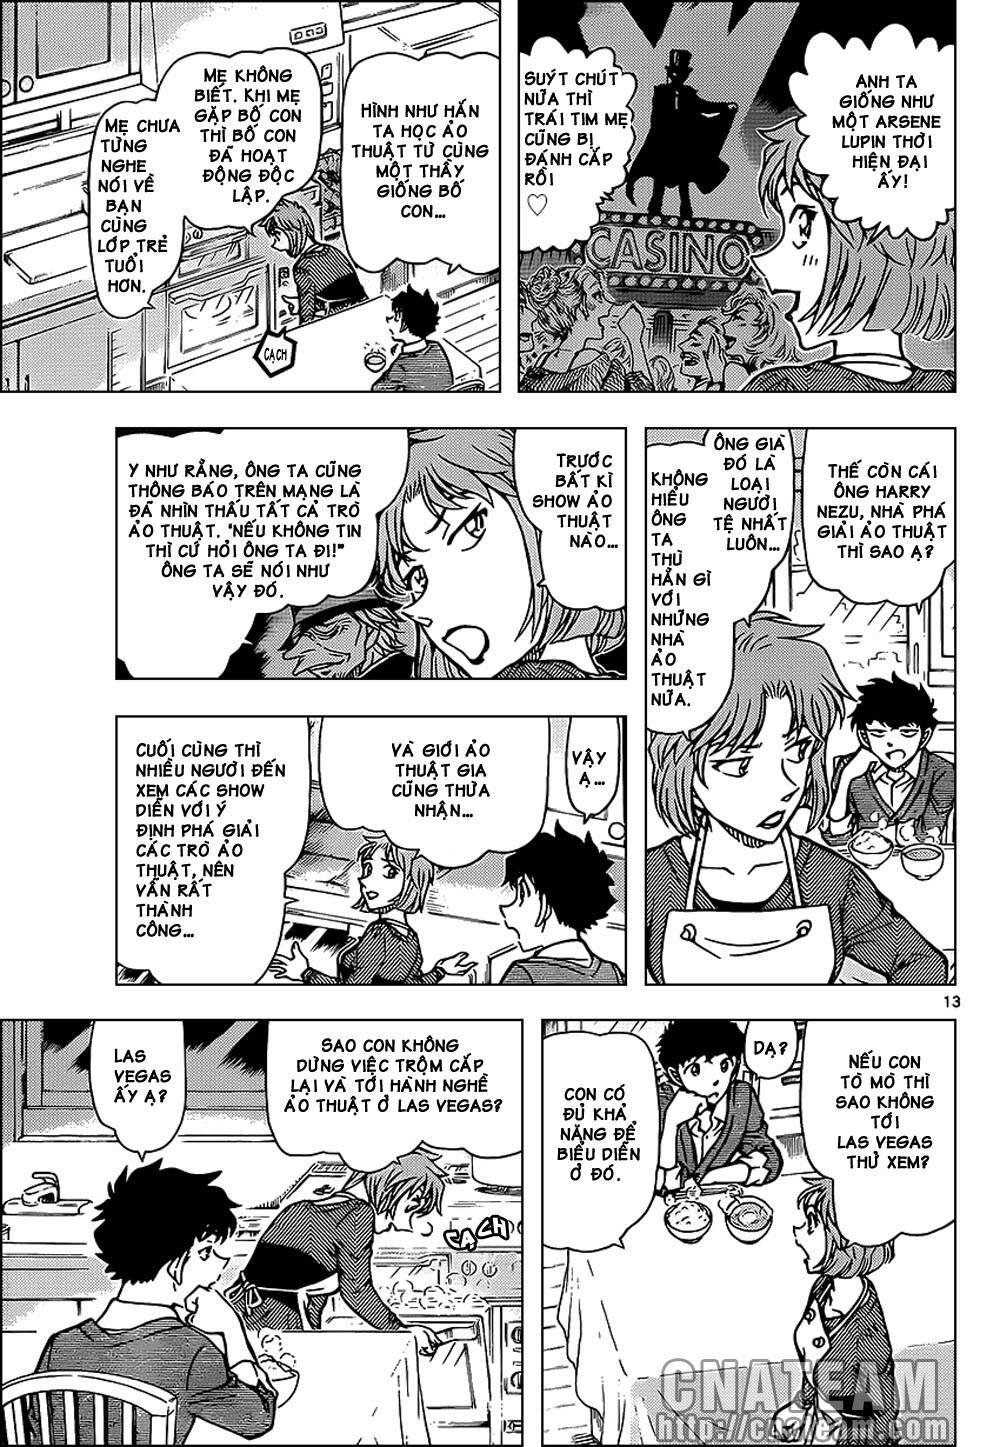 ANH TA
GIỐNG NHƯ
MỘT ARSENE
LUPIN THỜI
HIỆN ĐẠI
ẤY!
SUÝT CHÚT
NỮA THÌ
TRÁI TIM MẸ
CŨNG BỊ
ĐÁNH CẮP
RỒI
♡
CASINO
HÌNH NHƯ HẮN
TA HỌC ẢO
THUẬT TỪ CÙNG
MỘT THẦY
GIỐNG BỐ
CON...
MẸ KHÔNG
BIẾT. KHI MẸ
GẶP BỐ CON
THÌ BỐ CON
ĐÃ HOẠT
ĐỘNG ĐỘC
LẬP.
MẸ CHƯA
TỪNG
NGHE
NÓI VỀ
BẠN
CÙNG
LỚP TRẺ
TUỔI
HƠN.
CẠCH
THẾ CÒN CÁI
ÔNG HARRY
NEZU, NHÀ PHÁ
GIẢI ẢO THUẬT
THÌ SAO Ạ?
ÔNG GIÀ
ĐÓ LÀ
LOẠI
NGƯỜI
TỆ NHẤT
LUÔN...
KHÔNG
HIỂU
ÔNG
TA
THÙ
HẰN GÌ
VỚI
NHỮNG
NHÀ
ẢO
THUẬT
NỮA.
TRƯỚC
BẤT KÌ
SHOW ẢO
THUẬT
NÀO...
Y NHƯ RẰNG, ÔNG TA CŨNG
THÔNG BÁO TRÊN MẠNG LÀ
ĐÃ NHÌN THẤU TẤT CẢ TRÒ
ẢO THUẬT. "NẾU KHÔNG TIN
THÌ CỨ HỎI ÔNG TA ĐI!"
ÔNG TA SẼ NÓI NHƯ
VẬY ĐÓ.
VẬY
Ạ...
VÀ GIỚI ẢO
THUẬT GIA
CŨNG THỪA
NHẬN...
CUỐI CÙNG THÌ
NHIỀU NGƯỜI ĐẾN
XEM CÁC SHOW
DIỄN VỚI Ý
ĐỊNH PHÁ GIẢI
CÁC TRÒ ẢO
THUẬT, NÊN
VẪN RẤT
THÀNH
CÔNG...
13
NẾU CON
TÒ MÒ THÌ
SAO KHÔNG
TỚI
LAS VEGAS
THỬ XEM?
DẠ?
CON CÓ
ĐỦ KHẢ
NĂNG ĐỂ
BIỂU DIỄN
Ở ĐÓ.
SAO CON KHÔNG
DỪNG VIỆC TRỘM CẮP
LẠI VÀ TỚI HÀNH NGHỀ
ẢO THUẬT Ở LAS VEGAS?
LAS
VEGAS
ẤY Ạ?
CẠCH
CNATEAM
http://cnateam.com/